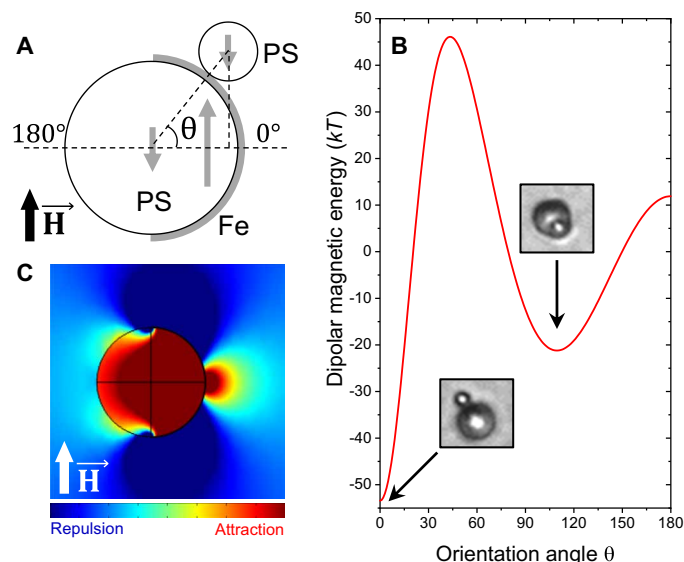 A
PS
180°
θ
0°
PS
H
Fe
C
H
Repulsion
Attraction
B
Dipolar magnetic energy (kT)
50
40
30
20
10
0
-10
-20
-30
-40
-50
0
30
60
90
120
150
180
Orientation angle θ